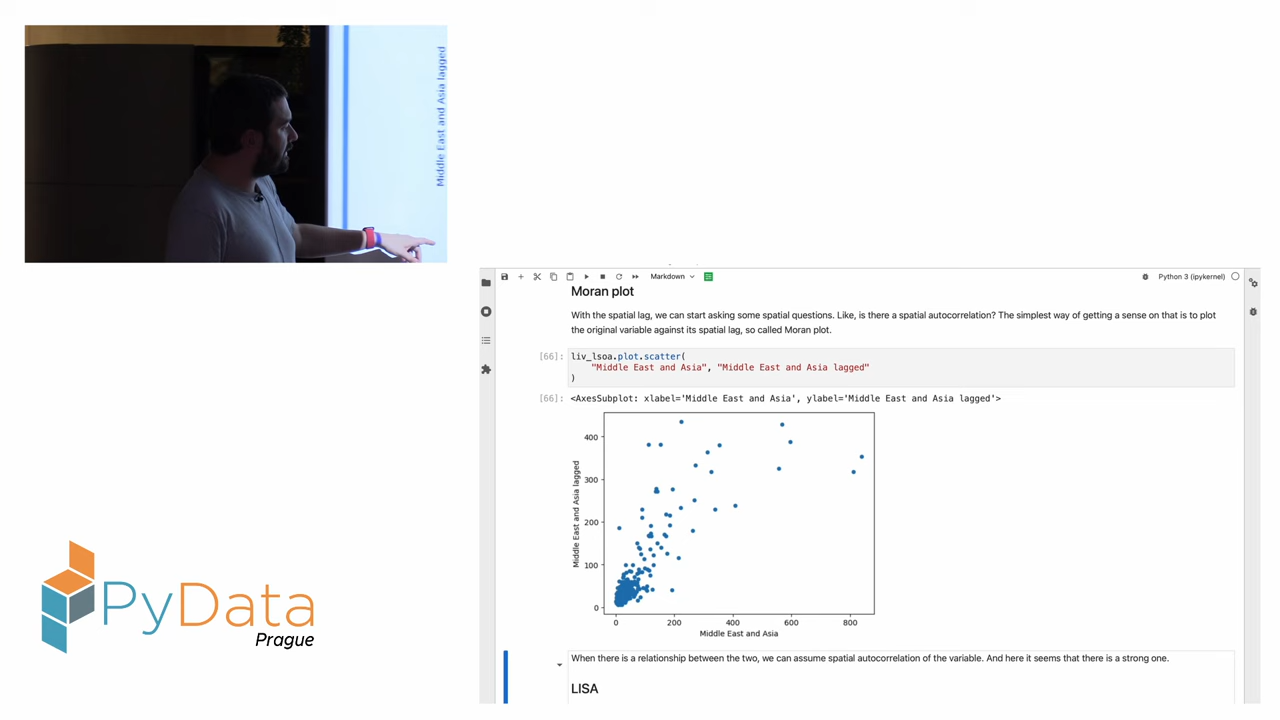 Middle East and Asia lagged
Markdown
Python 3 (ipykernel)
Moran plot
With the spatial lag, we can start asking some spatial questions. Like, is there a spatial autocorrelation? The simplest way of getting a sense on that is to plot
the original variable against its spatial lag, so called Moran plot.
[66]: liv_lsoa.plot.scatter(
"Middle East and Asia", "Middle East and Asia lagged"
)
[66]: <AxesSubplot: xlabel='Middle East and Asia', ylabel='Middle East and Asia lagged'>
400
300
200
100
0
Middle East and Asia lagged
0 200 400 600 800
Middle East and Asia
When there is a relationship between the two, we can assume spatial autocorrelation of the variable. And here it seems that there is a strong one.
LISA
PyData
Prague